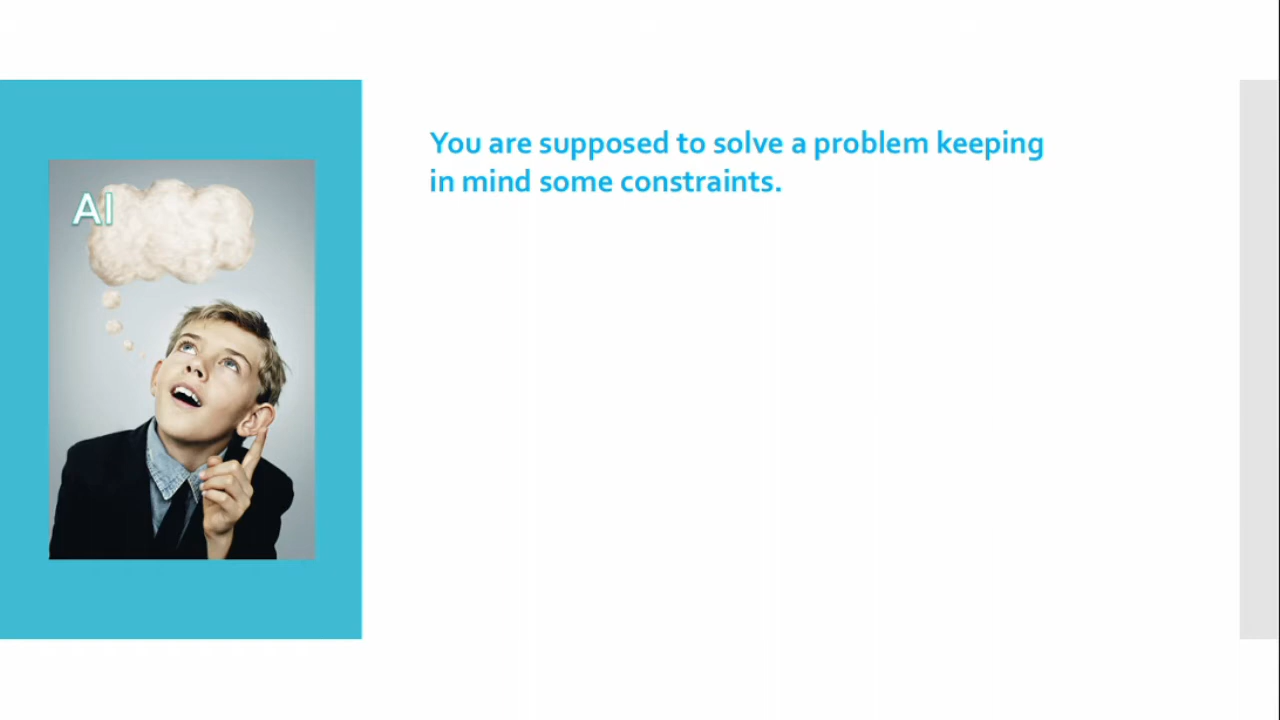 AI
You are supposed to solve a problem keeping
in mind some constraints.